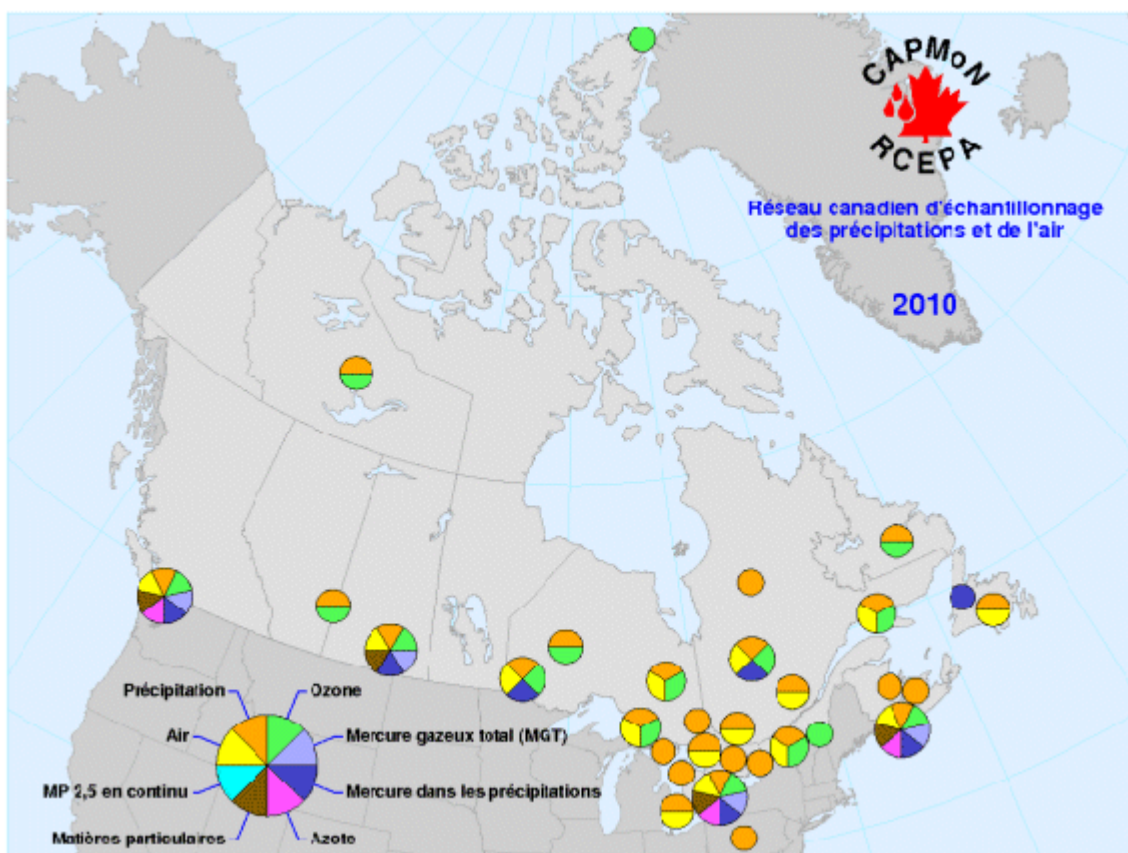 CAPMoN
RCEPA
Réseau canadien d'échantillonnage
des précipitations et de l'air
2010
Précipitation
Ozone
Air
Mercure gazeux total (MGT)
MP 2,5 en continu
Mercure dans les précipitations
Matières particulaires
Azote